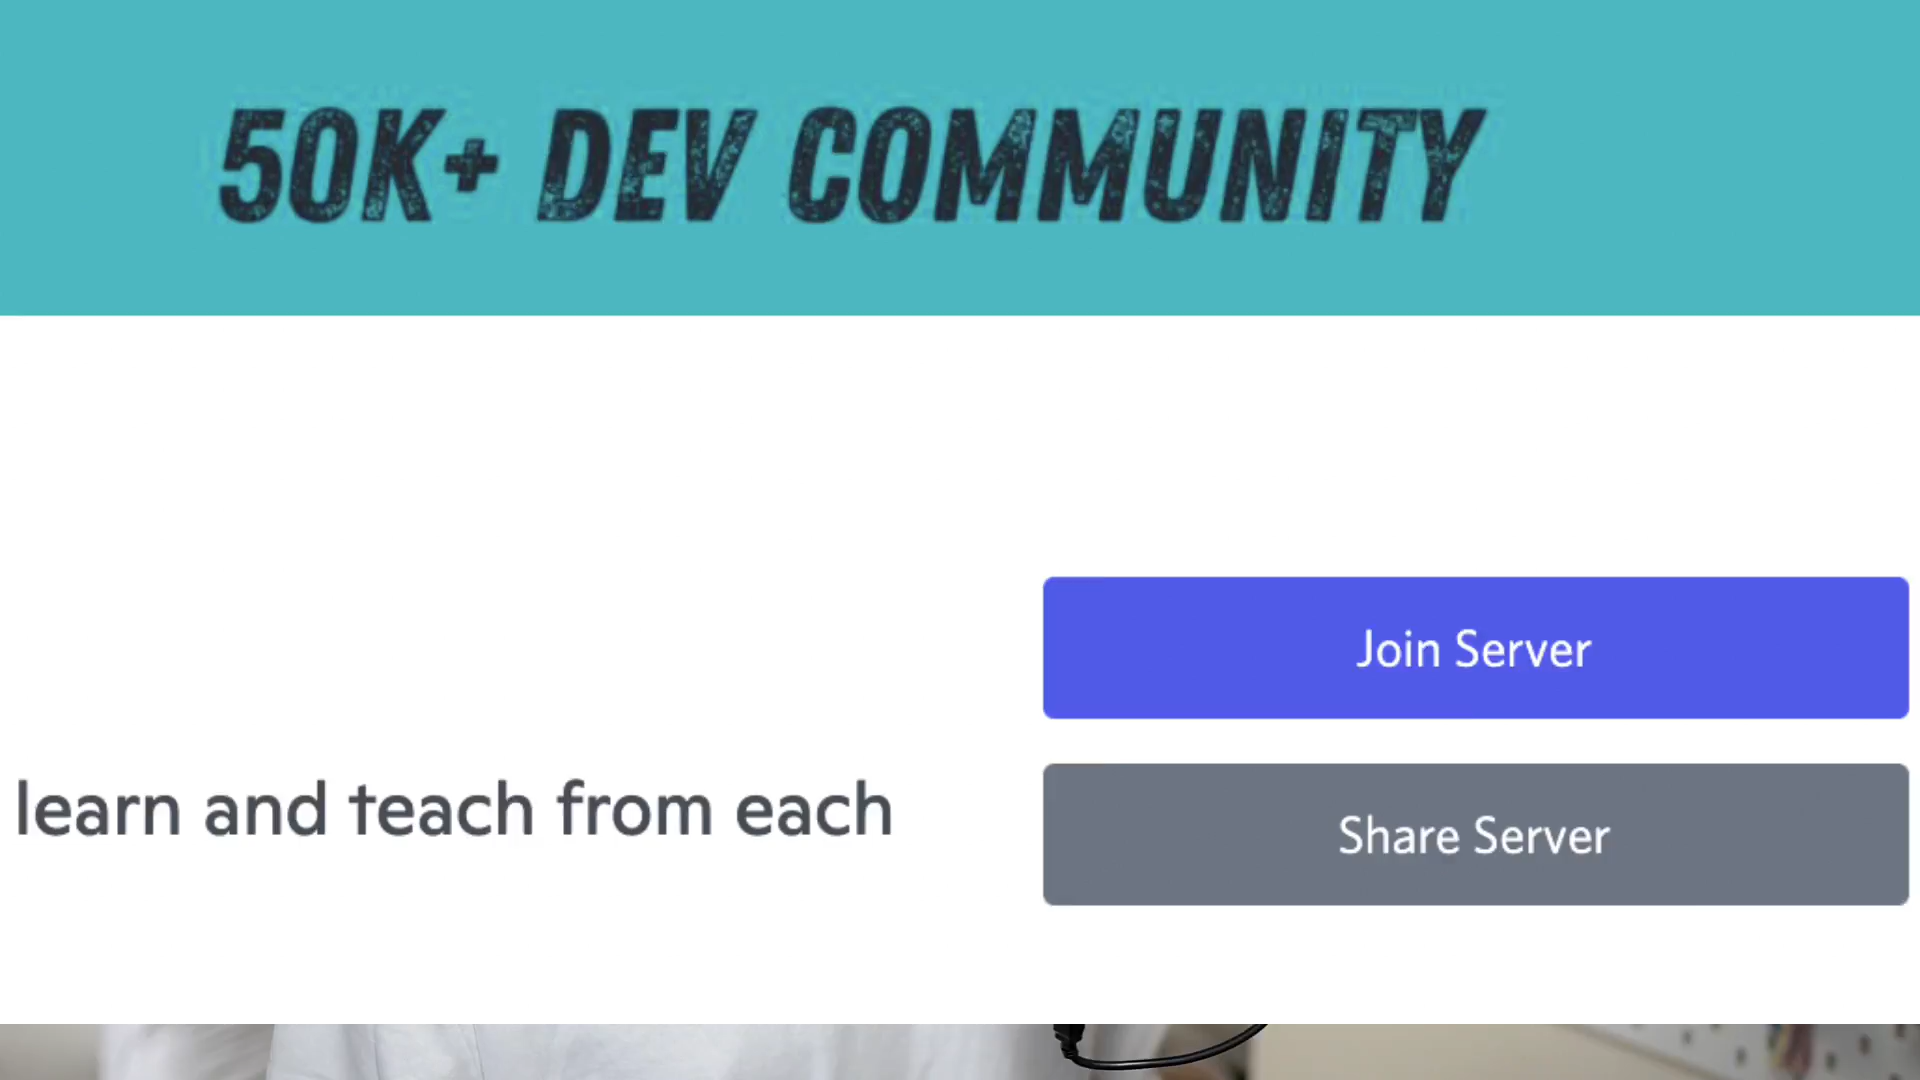 50K+ DEV COMMUNITY
Join Server
learn and teach from each
Share Server